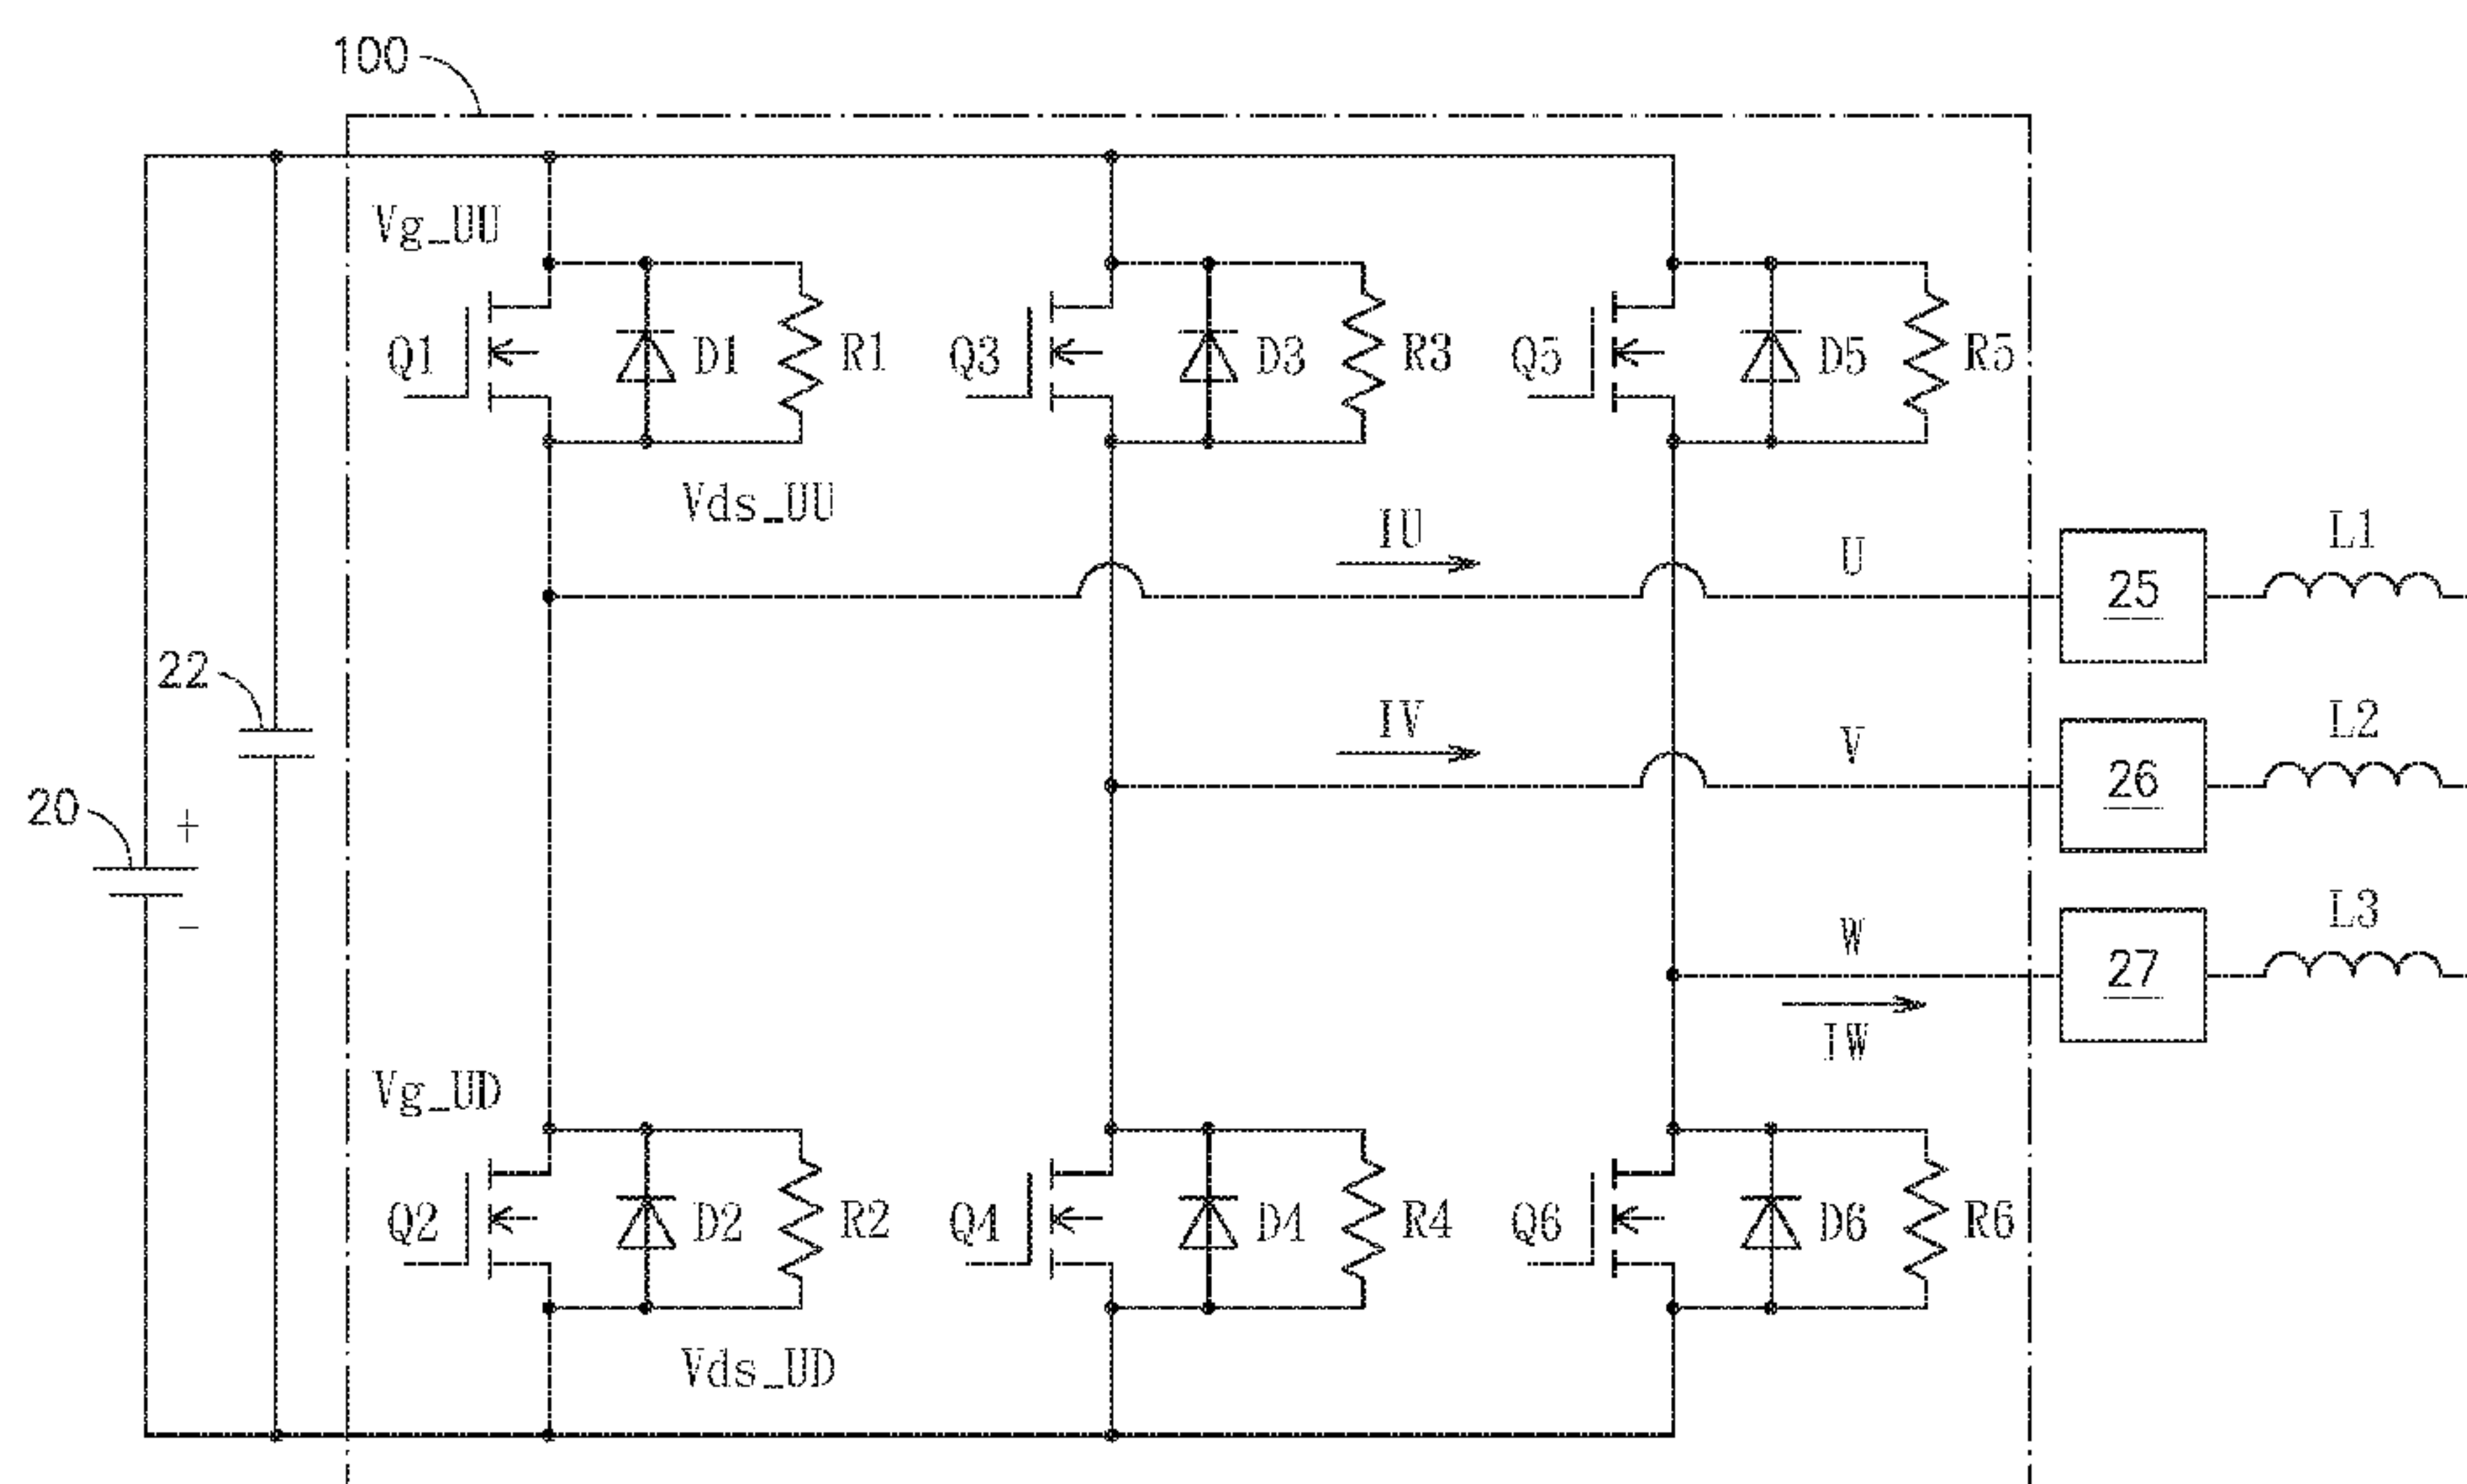 100
Vg_UU
Q1 D1 R1 Q3 D3 R3 Q5 D5 R5
Vds_UU
IU U 25 L1
22
IV V 26 L2
20 +
-
W 27 L3
IW
Vg_UD
Q2 D2 R2 Q4 D4 R4 Q6 D6 R6
Vds_UD